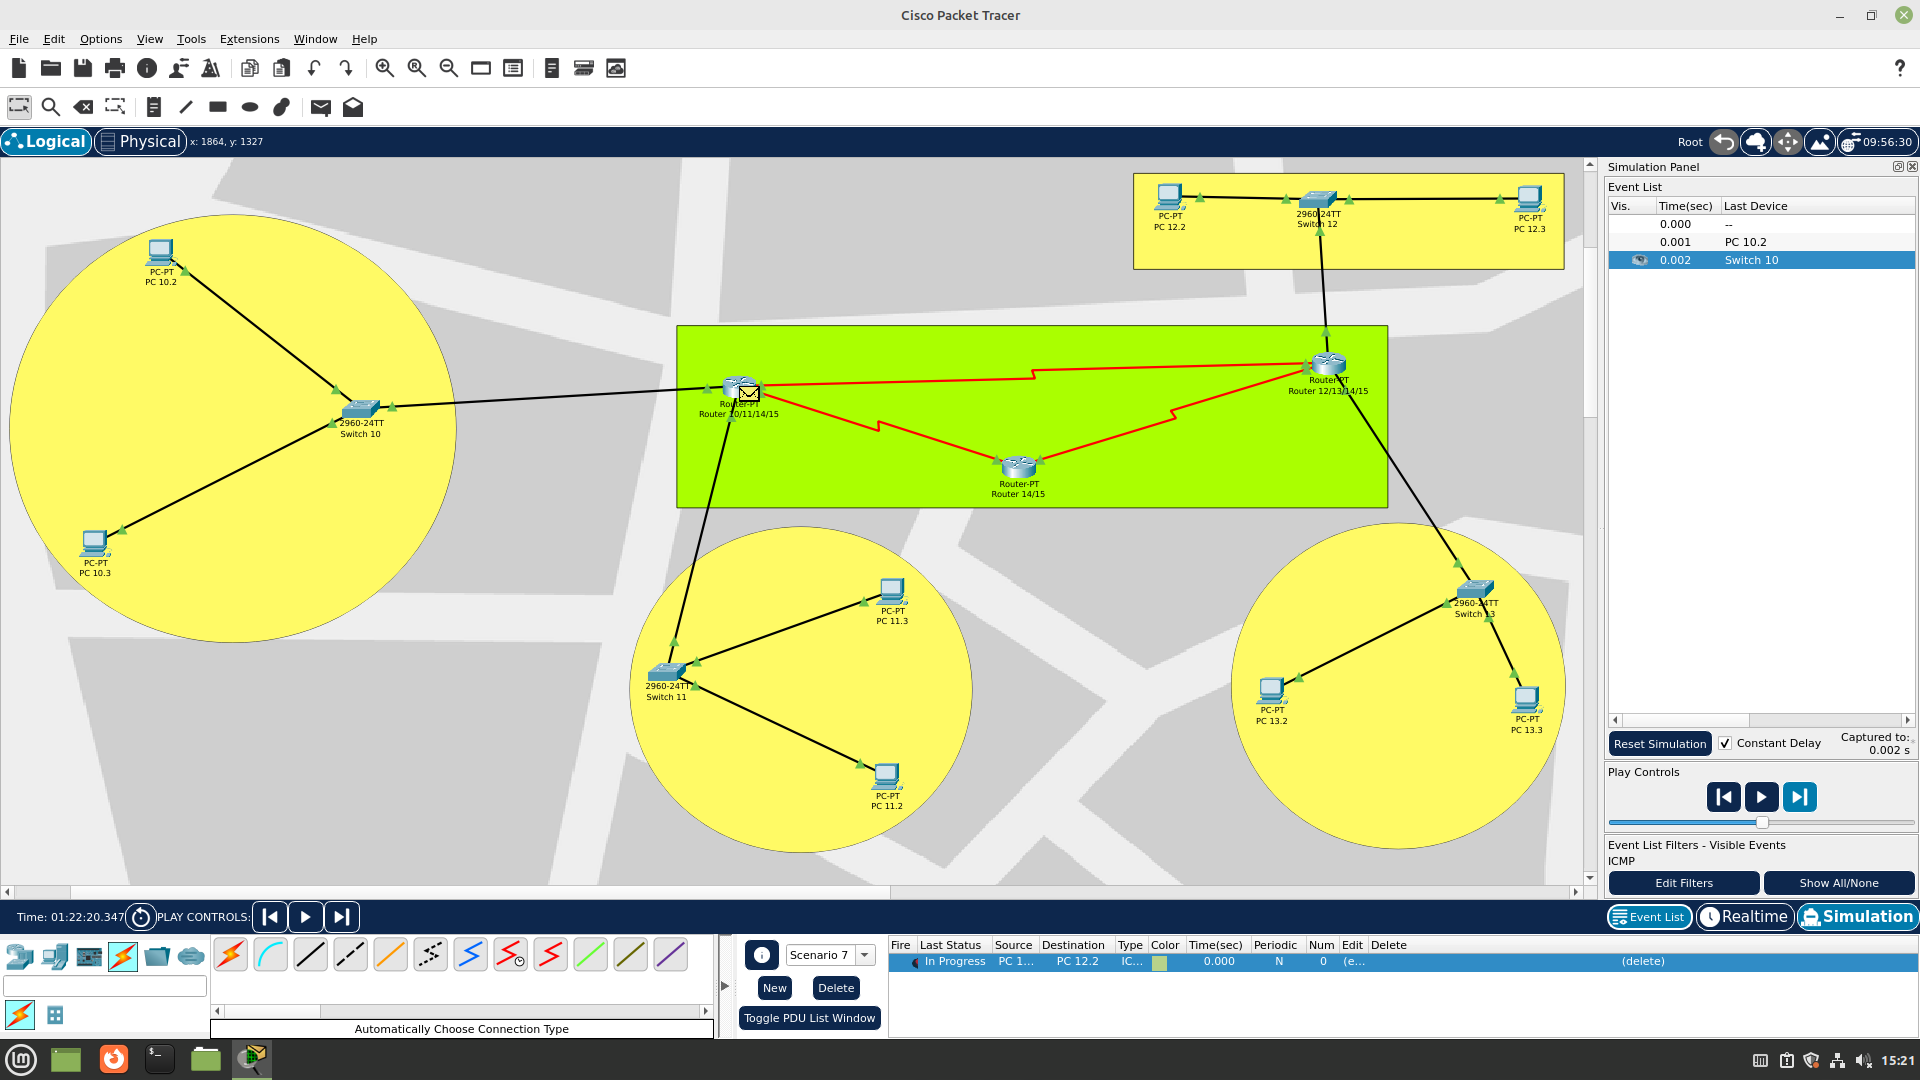 Cisco Packet Tracer
File Edit Options View Tools Extensions Window Help
?
Logical Physical x: 1864, y: 1327 Root 09:56:30
PC-PT
PC 10.2
2960-24TT
Switch 10
PC-PT
PC 10.3
PC-PT
PC 12.2
2960-24TT
Switch 12
PC-PT
PC 12.3
Router-PT
Router 10/11/14/15
Router-PT
Router 12/13/14/15
Router-PT
Router 14/15
PC-PT
PC 11.3
2960-24TT
Switch 11
PC-PT
PC 11.2
2960-24TT
Switch 13
PC-PT
PC 13.2
PC-PT
PC 13.3
Simulation Panel
Event List
Vis. Time(sec) Last Device
0.000 --
0.001 PC 10.2
0.002 Switch 10
Reset Simulation Constant Delay Captured to:
0.002 s
Play Controls
Event List Filters - Visible Events
ICMP
Edit Filters Show All/None
Time: 01:22:20.347 PLAY CONTROLS: Event List Realtime Simulation
Automatically Choose Connection Type
Scenario 7
New Delete
Toggle PDU List Window
Fire Last Status Source Destination Type Color Time(sec) Periodic Num Edit Delete
In Progress PC 1... PC 12.2 IC... 0.000 N 0 (e... (delete)
15:21